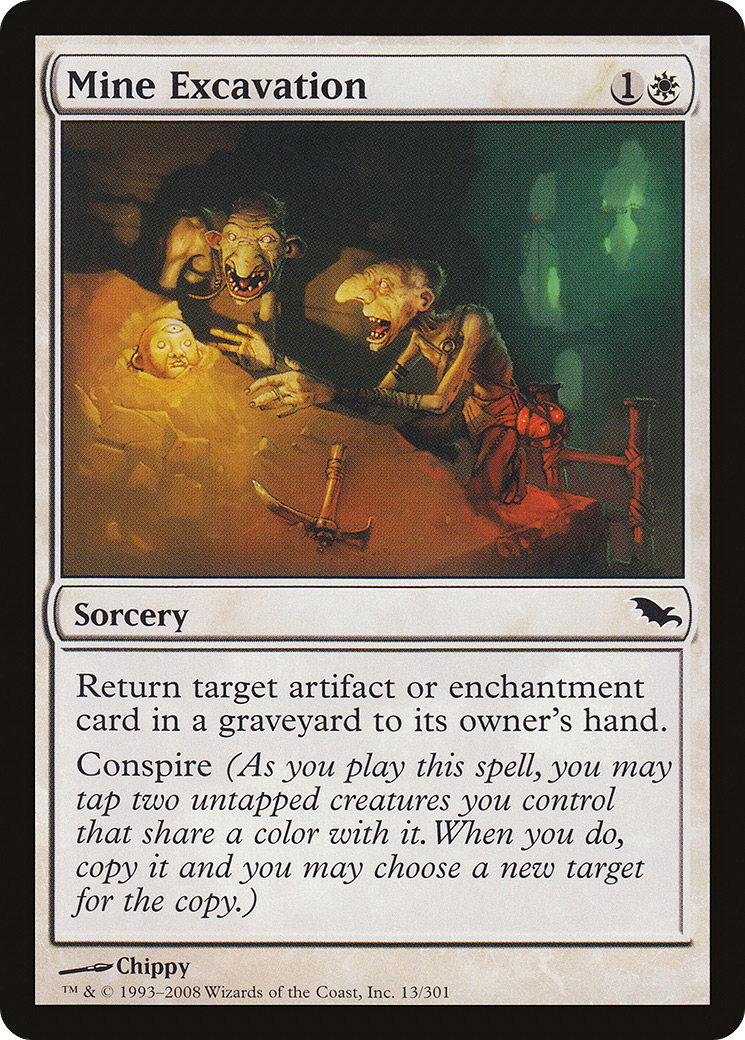 Mine Excavation 1
Sorcery
Return target artifact or enchantment
card in a graveyard to its owner's hand.
Conspire (As you play this spell, you may
tap two untapped creatures you control
that share a color with it. When you do,
copy it and you may choose a new target
for the copy.)
Chippy
™ & © 1993–2008 Wizards of the Coast, Inc. 13/301